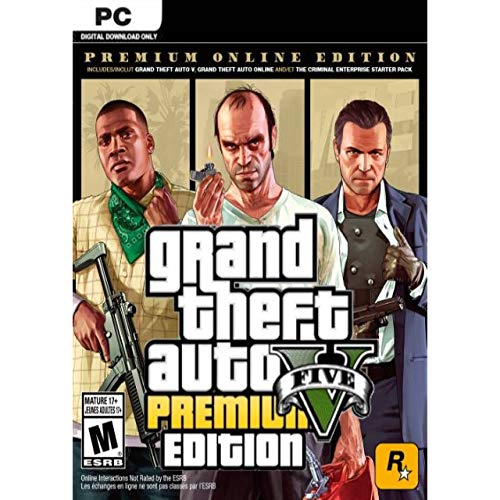 PC
DIGITAL DOWNLOAD ONLY
PREMIUM ONLINE EDITION
INCLUDES/INCLUT GRAND THEFT AUTO V, GRAND THEFT AUTO ONLINE AND/ET THE CRIMINAL ENTERPRISE STARTER PACK
grand
theft
auto V
FIVE
PREMIUM
EDITION
MATURE 17+
JEUNES ADULTES 17+
M
ESRB
R
Online Interactions Not Rated by the ESRB
Les échanges en ligne ne sont pas classés par l'ESRB